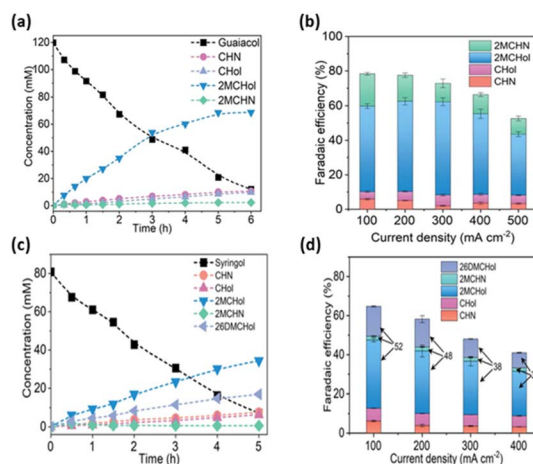 (a)
Concentration (mM)
120
80
40
0
Guaiacol
CHN
CHol
2MCHol
2MCHN
0 1 2 3 4 5 6
Time (h)
(b)
Faradaic efficiency (%)
100
80
60
40
20
0
2MCHN
2MCHol
CHol
CHN
100 200 300 400 500
Current density (mA cm-2)
(c)
Concentration (mM)
80
60
40
20
0
Syringol
CHN
CHol
2MCHol
2MCHN
26DMCHol
0 1 2 3 4 5
Time (h)
(d)
Faradaic efficiency (%)
80
60
40
20
0
26DMCHol
2MCHN
2MCHol
CHol
CHN
52
48
38
100 200 300 400
Current density (mA cm-2)